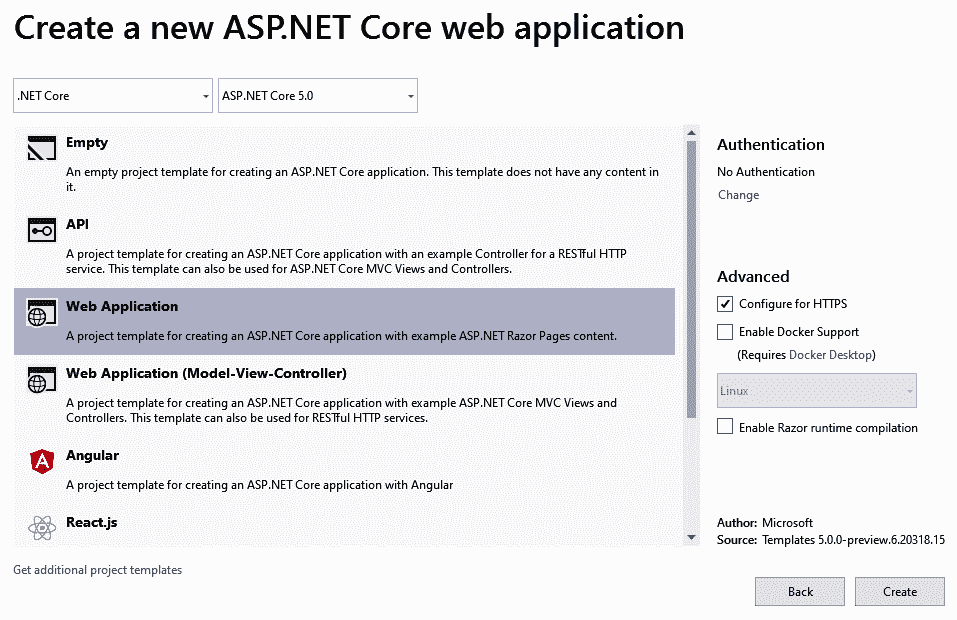 Create a new ASP.NET Core web application
.NET Core
ASP.NET Core 5.0
Empty
An empty project template for creating an ASP.NET Core application. This template does not have any content in
it.
API
A project template for creating an ASP.NET Core application with an example Controller for a RESTful HTTP
service. This template can also be used for ASP.NET Core MVC Views and Controllers.
Web Application
A project template for creating an ASP.NET Core application with example ASP.NET Razor Pages content.
Web Application (Model-View-Controller)
A project template for creating an ASP.NET Core application with example ASP.NET Core MVC Views and
Controllers. This template can also be used for RESTful HTTP services.
Angular
A project template for creating an ASP.NET Core application with Angular
React.js
Get additional project templates
Authentication
No Authentication
Change
Advanced
Configure for HTTPS
Enable Docker Support
(Requires Docker Desktop)
Linux
Enable Razor runtime compilation
Author: Microsoft
Source: Templates 5.0.0-preview.6.20318.15
Back
Create